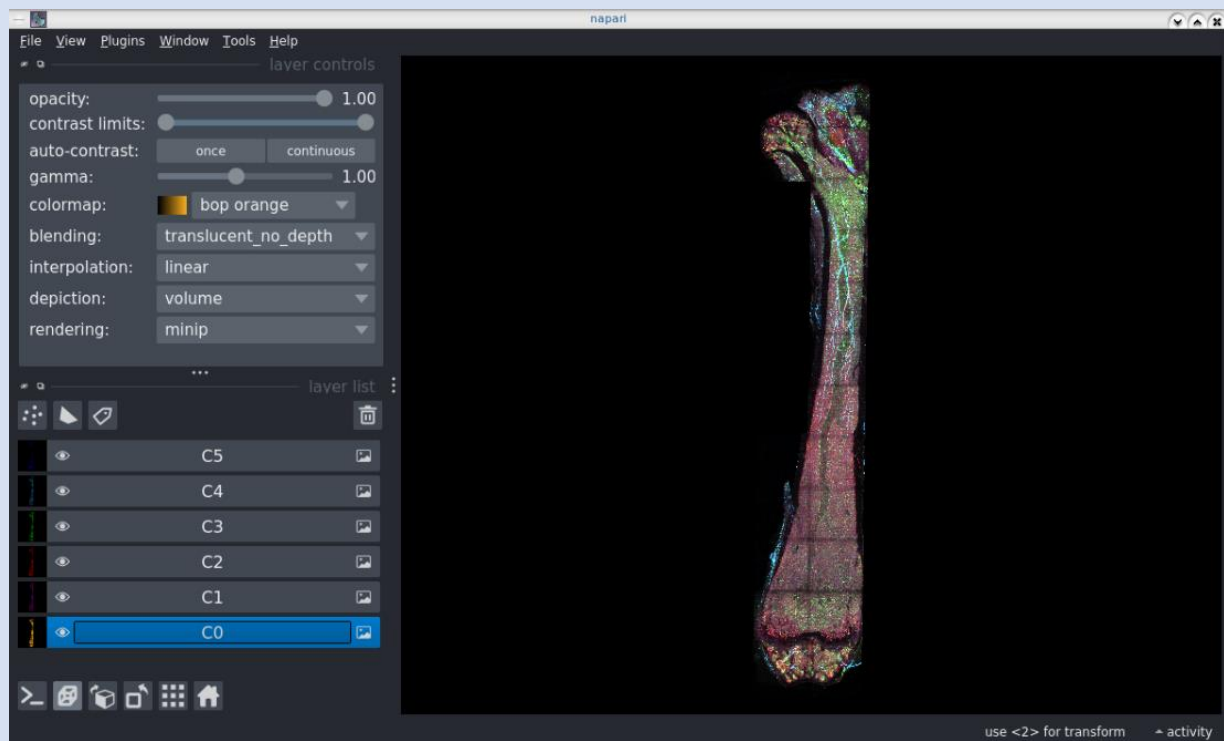 napari
File View Plugins Window Tools Help
layer controls
opacity: 1.00
contrast limits:
auto-contrast: once continuous
gamma: 1.00
colormap: bop orange
blending: translucent_no_depth
interpolation: linear
depiction: volume
rendering: minip
layer list
C5
C4
C3
C2
C1
C0
use <2> for transform activity